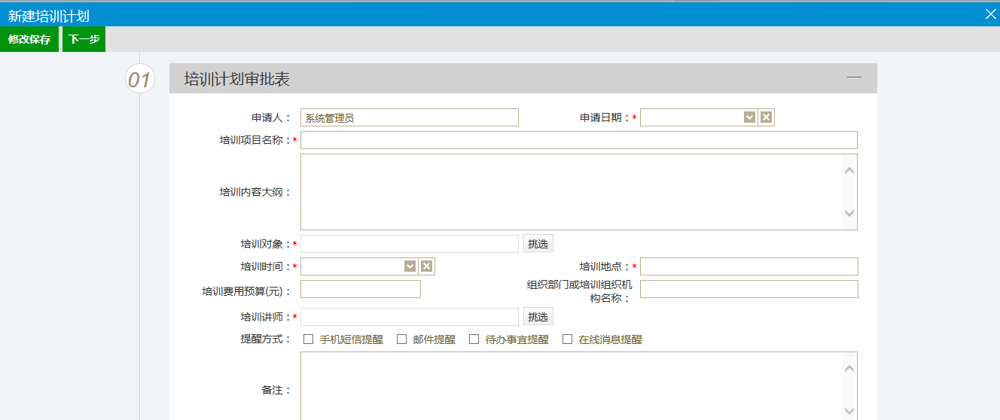 新建培训计划
修改保存 下一步
01 培训计划审批表
申请人： 系统管理员 申请日期：*
培训项目名称：*
培训内容大纲：
培训对象：* 挑选
培训时间：* 培训地点：*
培训费用预算(元)： 组织部门或培训组织机
构名称：
培训讲师：* 挑选
提醒方式： 手机短信提醒 邮件提醒 待办事宜提醒 在线消息提醒
备注：